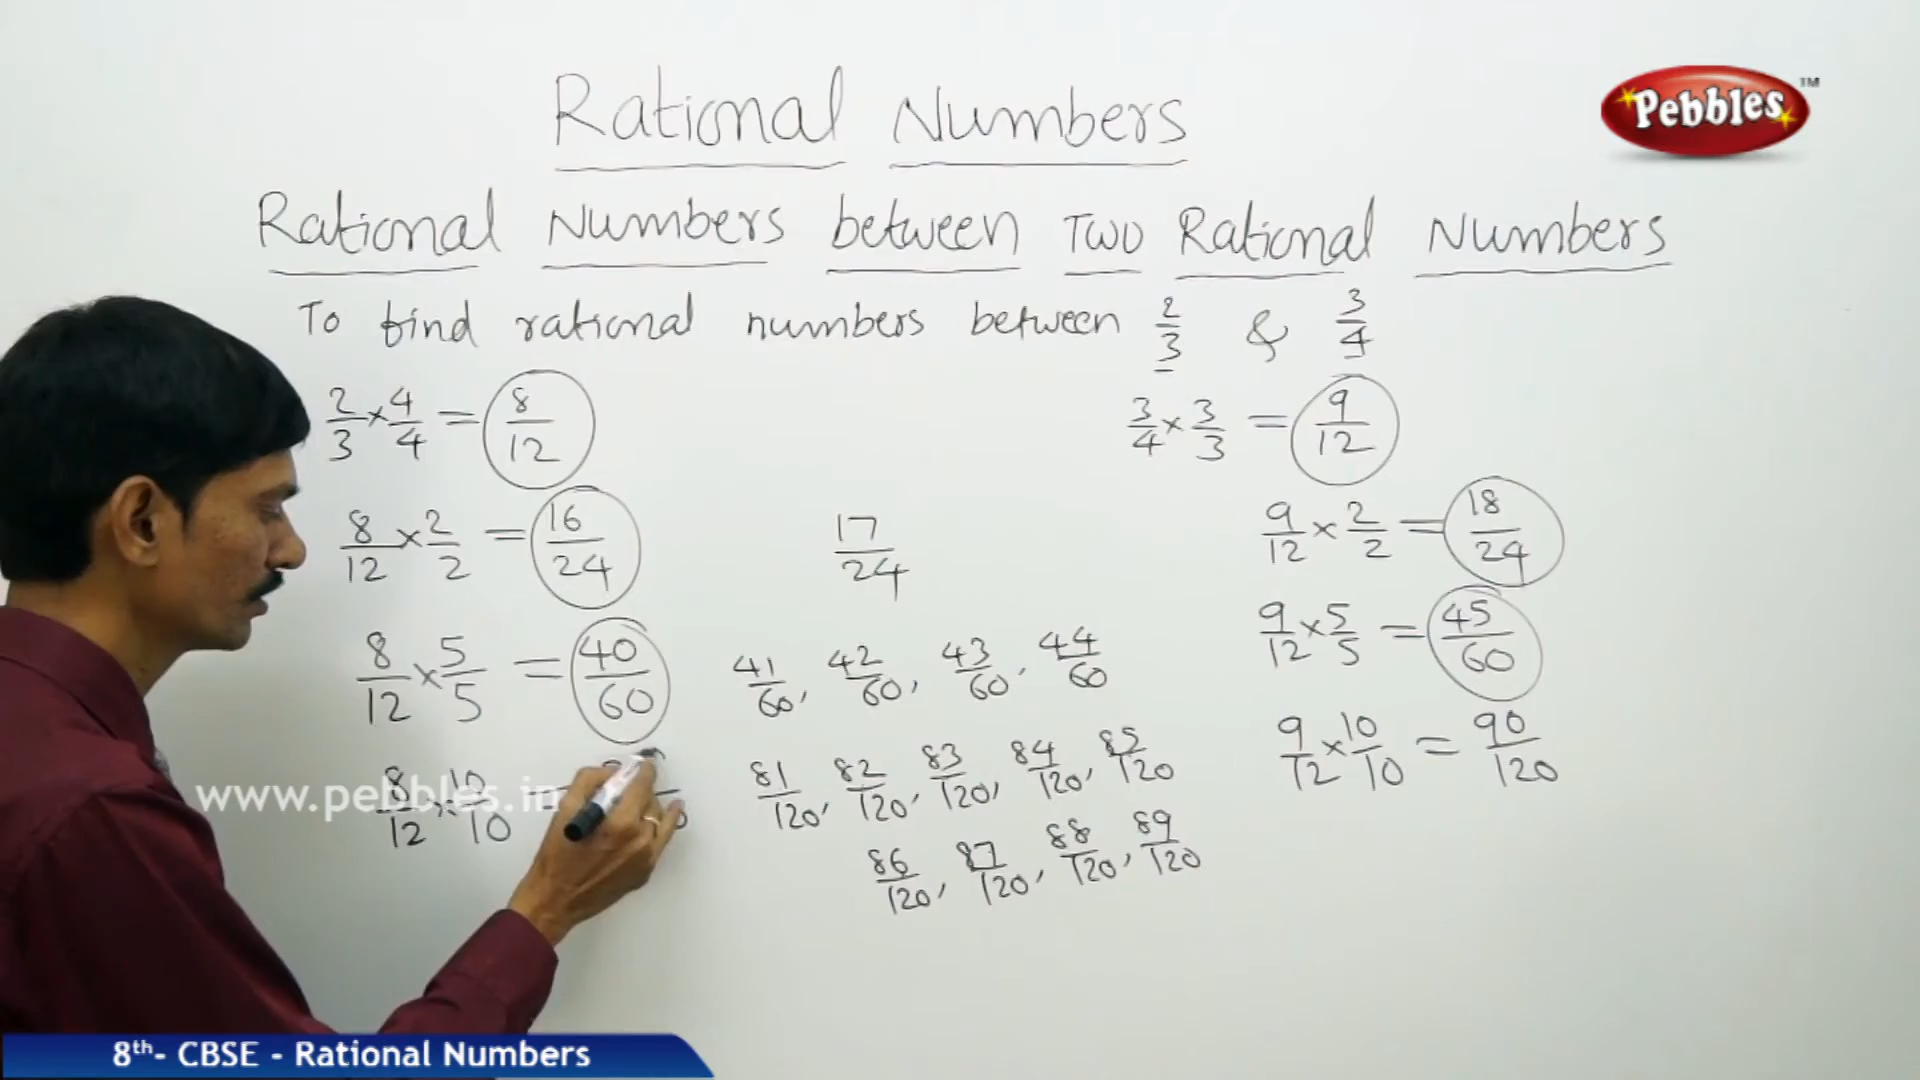 Rational Numbers
Pebbles™
Rational Numbers between Two Rational Numbers
To find rational numbers between 2/3 & 3/4
2/3 × 4/4 = 8/12
3/4 × 3/3 = 9/12
8/12 × 2/2 = 16/24
17/24
9/12 × 2/2 = 18/24
8/12 × 5/5 = 40/60
41/60, 42/60, 43/60, 44/60
9/12 × 5/5 = 45/60
8/12 × 10/10 =
81/120, 82/120, 83/120, 84/120, 85/120
9/12 × 10/10 = 90/120
86/120, 87/120, 88/120, 89/120
www.pebbles.in
8th- CBSE - Rational Numbers